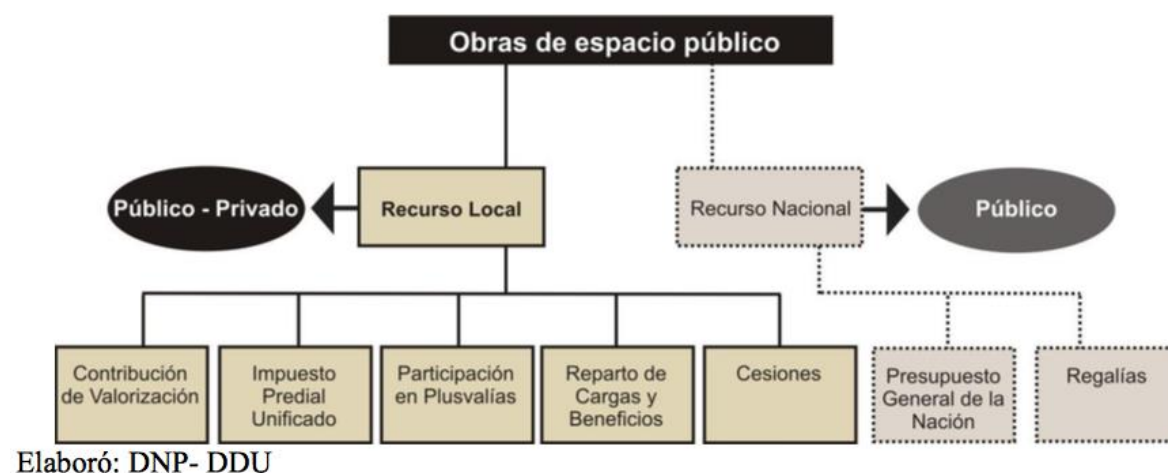 Obras de espacio público
Público - Privado
Recurso Local
Recurso Nacional
Público
Contribución
de Valorización
Impuesto
Predial
Unificado
Participación
en Plusvalías
Reparto de
Cargas y
Beneficios
Cesiones
Presupuesto
General de la
Nación
Regalías
Elaboró: DNP- DDU